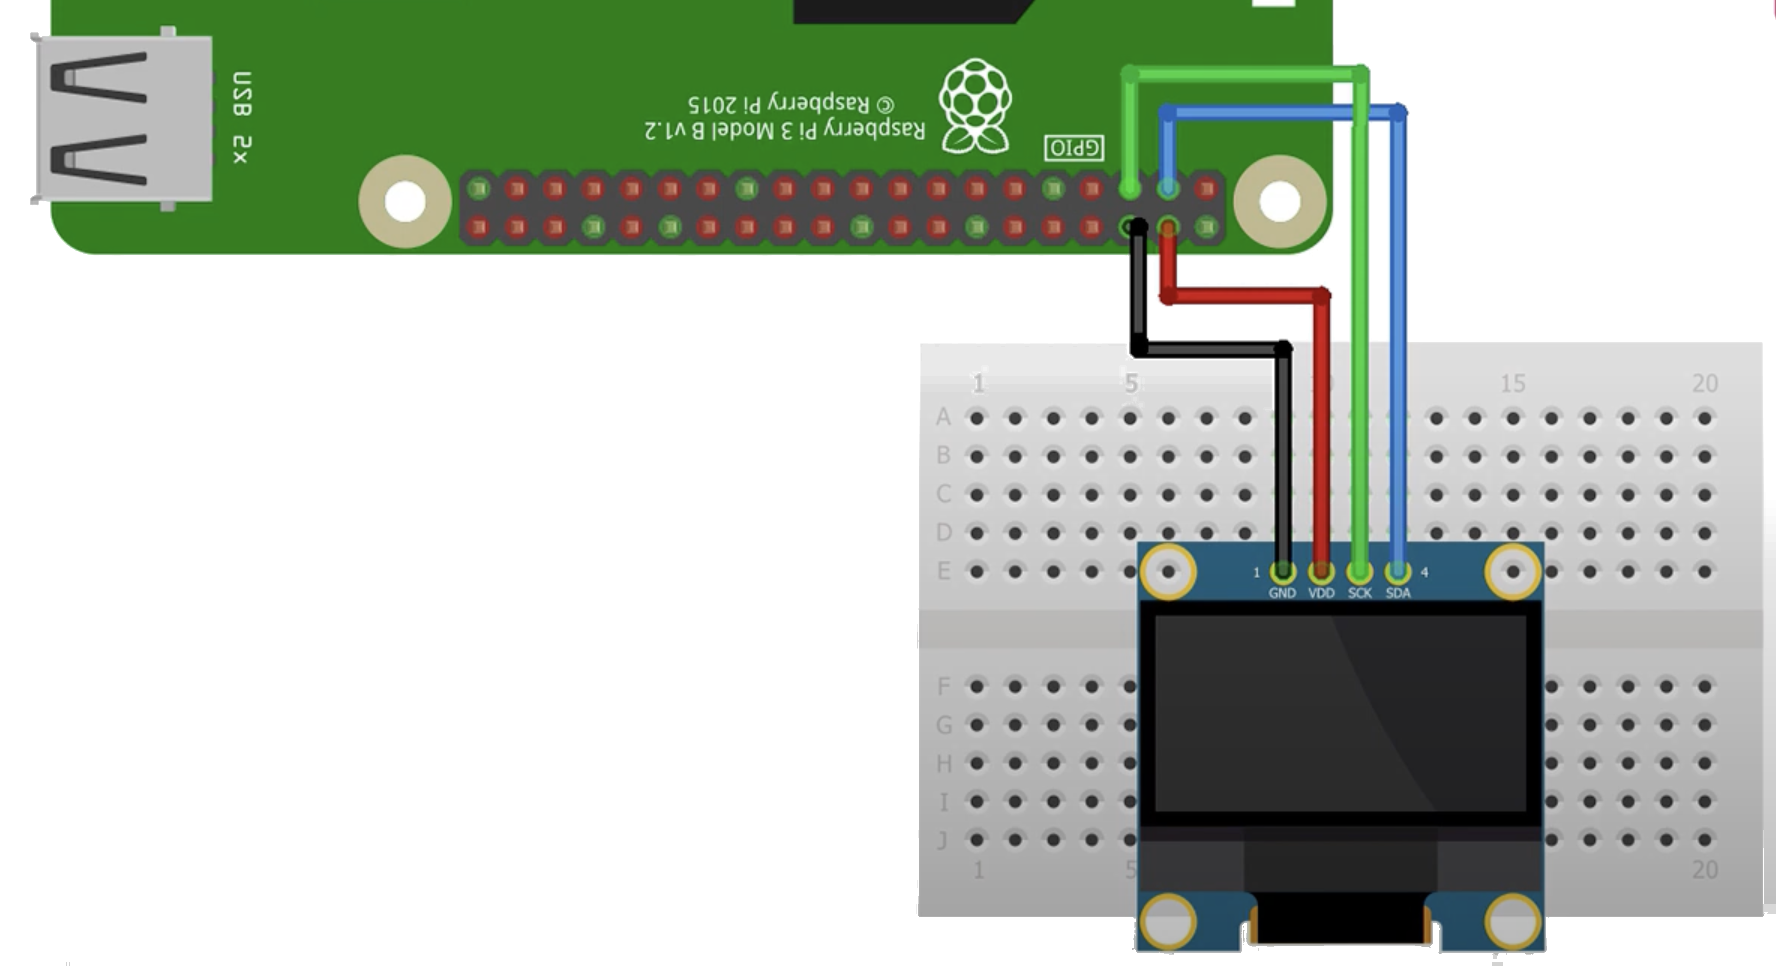 USB 2x
Raspberry Pi 3 Model B v1.2
© Raspberry Pi 2015
GPIO
1 5 15 20
A
B
C
D
E
1 4
GND VDD SCK SDA
F
G
H
I
J
1 5 20